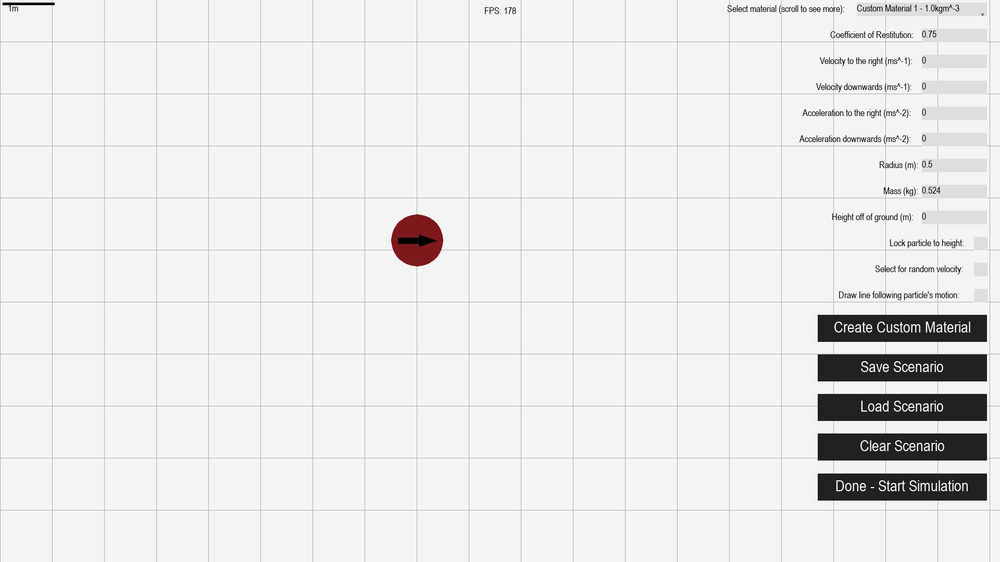 1m
FPS: 178
Select material (scroll to see more): Custom Material 1 - 1.0kgm^-3 v
Coefficient of Restitution: 0.75
Velocity to the right (ms^-1): 0
Velocity downwards (ms^-1): 0
Acceleration to the right (ms^-2): 0
Acceleration downwards (ms^-2): 0
Radius (m): 0.5
Mass (kg): 0.524
Height off of ground (m): 0
Lock particle to height:
Select for random velocity:
Draw line following particle's motion:
Create Custom Material
Save Scenario
Load Scenario
Clear Scenario
Done - Start Simulation